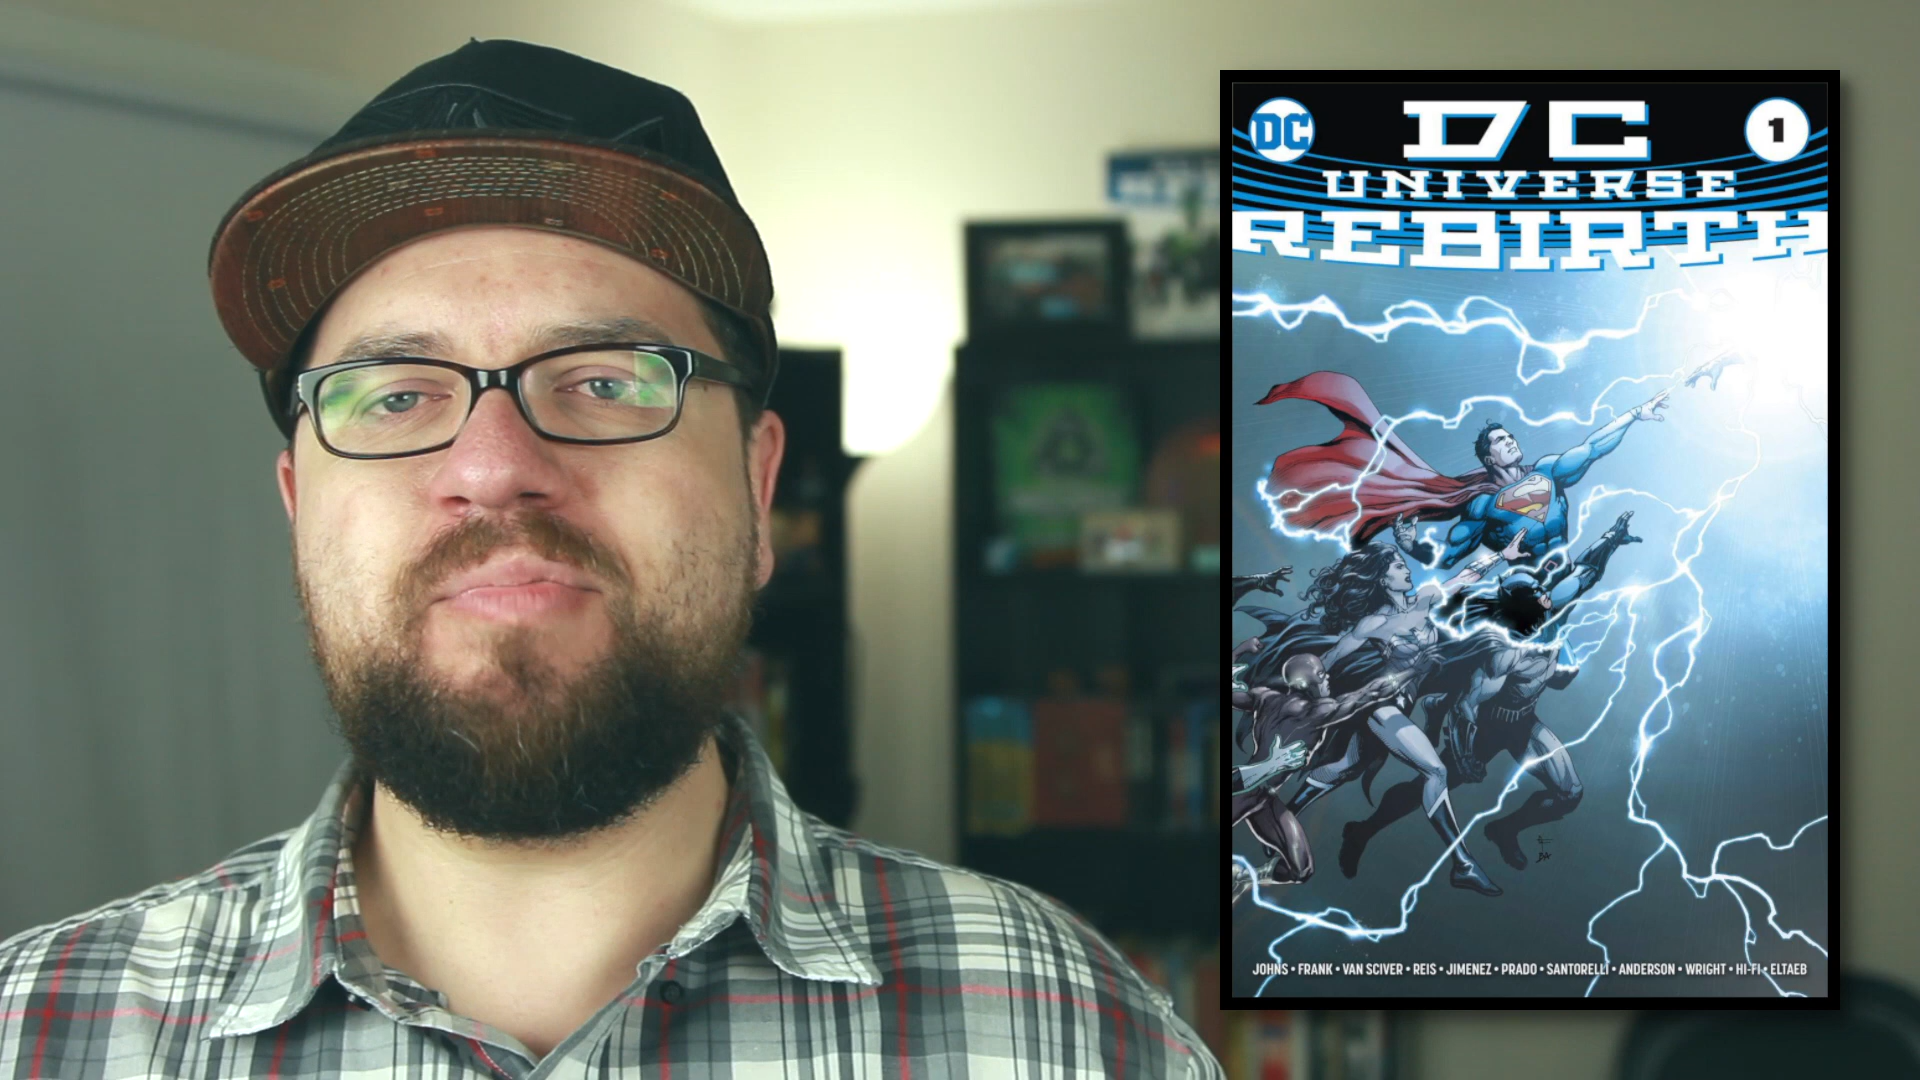 DC
DC
1
UNIVERSE
REBIRTH
JOHNS • FRANK • VAN SCIVER • REIS • JIMENEZ • PRADO • SANTORELLI • ANDERSON • WRIGHT • HI-FI • ELTAEB